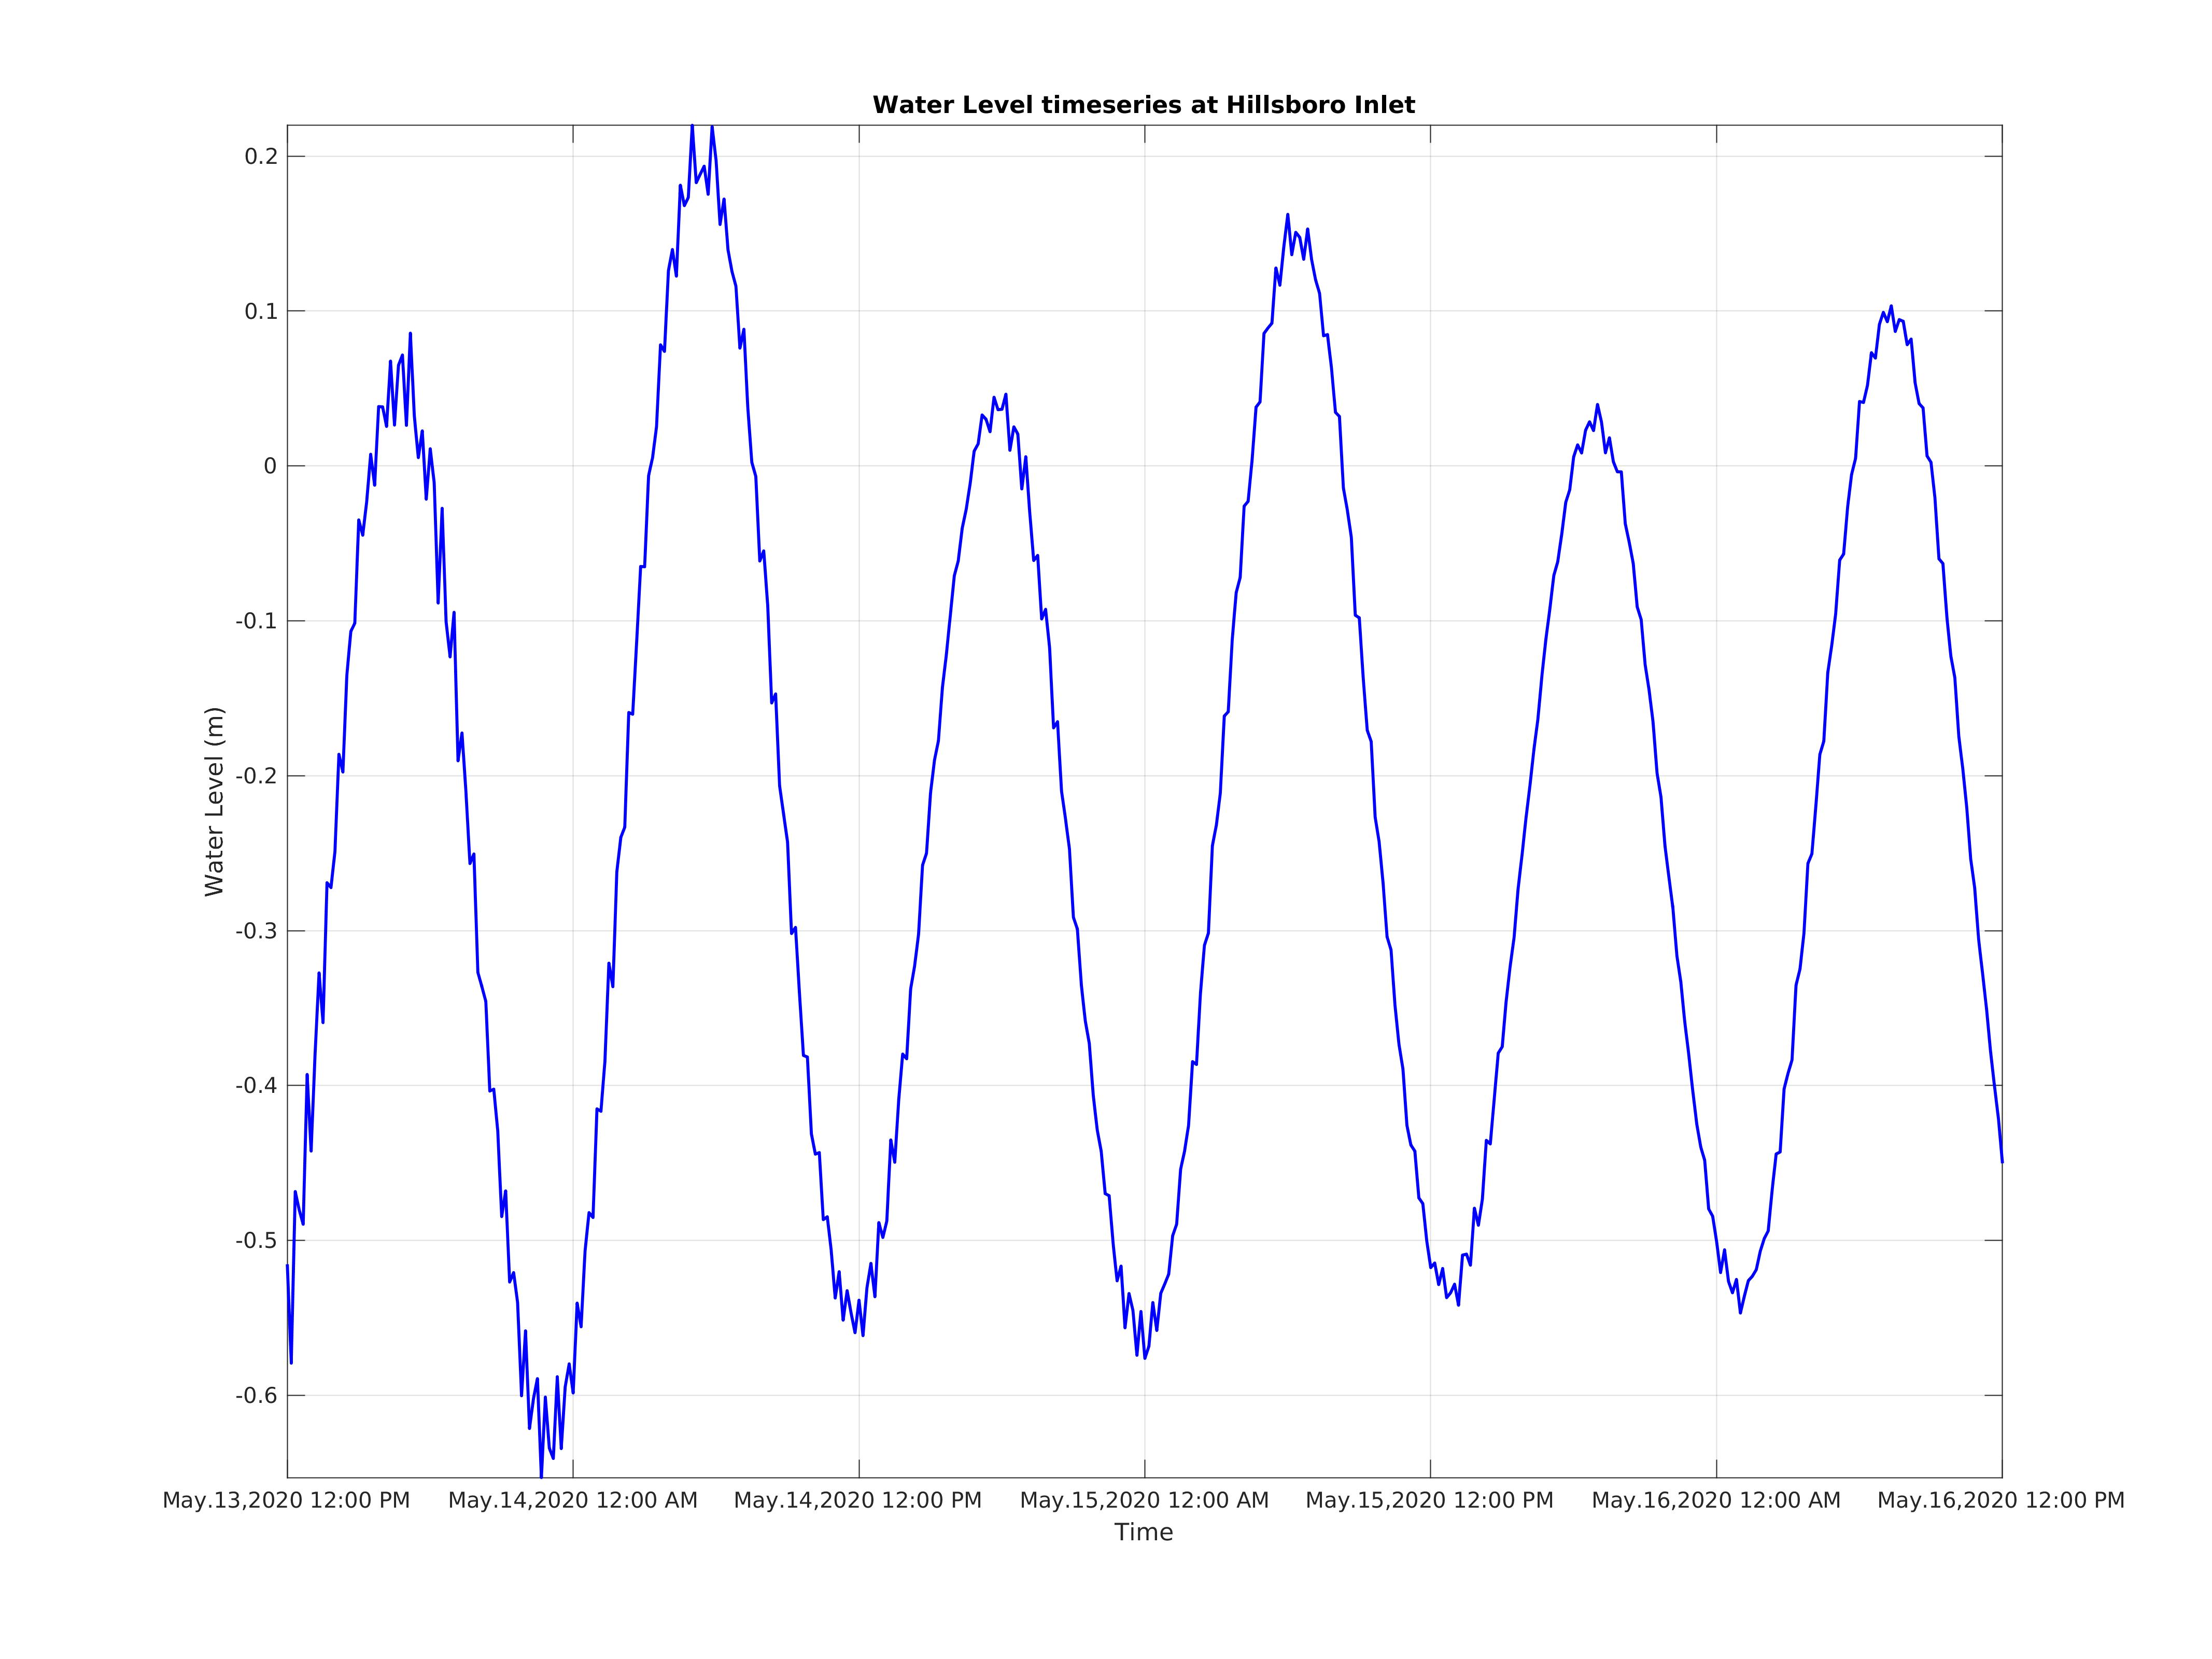 Water Level timeseries at Hillsboro Inlet
0.2
0.1
0
-0.1
-0.2
-0.3
-0.4
-0.5
-0.6
Water Level (m)
May.13,2020 12:00 PM
May.14,2020 12:00 AM
May.14,2020 12:00 PM
May.15,2020 12:00 AM
May.15,2020 12:00 PM
May.16,2020 12:00 AM
May.16,2020 12:00 PM
Time